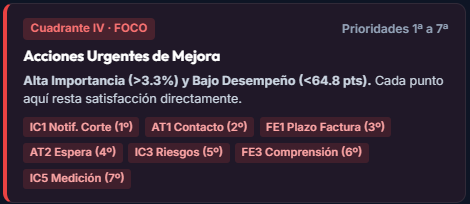 Cuadrante IV · FOCO
Prioridades 1ª a 7ª
Acciones Urgentes de Mejora
Alta Importancia (>3.3%) y Bajo Desempeño (<64.8 pts). Cada punto
aquí resta satisfacción directamente.
IC1 Notif. Corte (1º) AT1 Contacto (2º) FE1 Plazo Factura (3º)
AT2 Espera (4º) IC3 Riesgos (5º) FE3 Comprensión (6º)
IC5 Medición (7º)